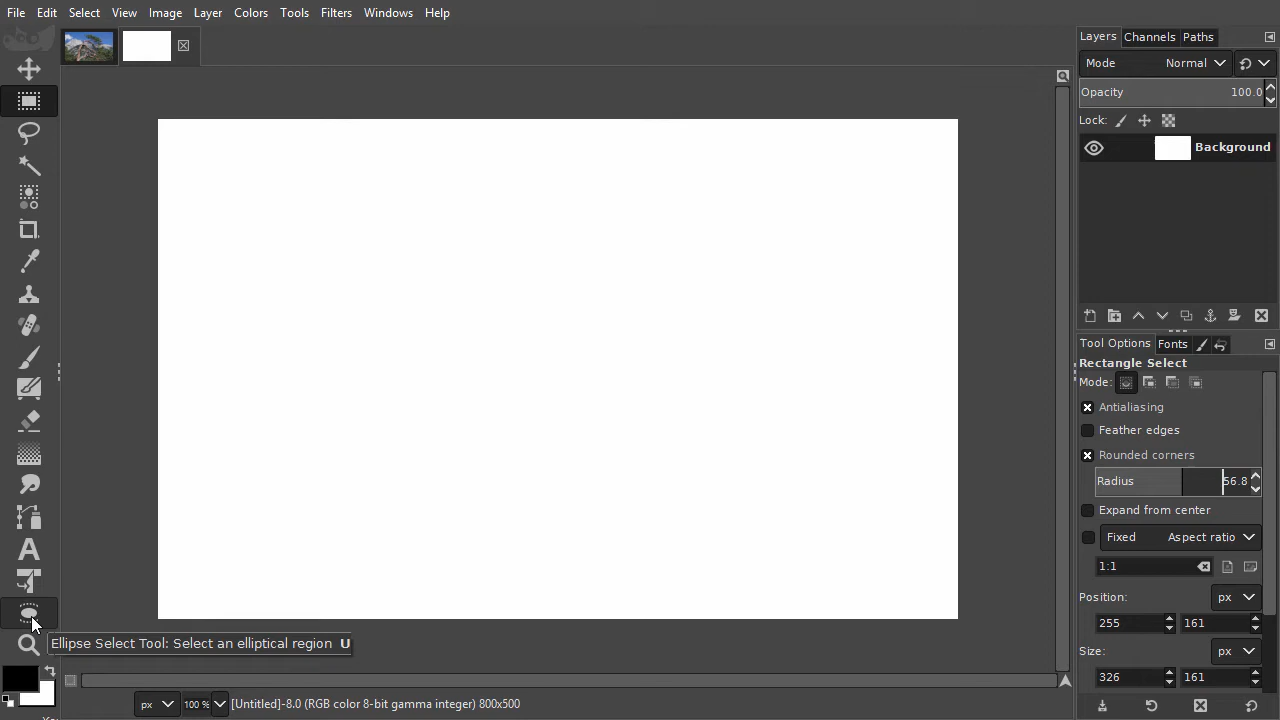 File Edit Select View Image Layer Colors Tools Filters Windows Help
Layers Channels Paths
Mode Normal
Opacity 100.0
Lock:
Background
Tool Options Fonts
Rectangle Select
Mode:
Antialiasing
Feather edges
Rounded corners
Radius 56.8
Expand from center
Fixed Aspect ratio
1:1
Position: px
255 161
Size: px
326 161
Ellipse Select Tool: Select an elliptical region U
px 100 % [Untitled]-8.0 (RGB color 8-bit gamma integer) 800x500